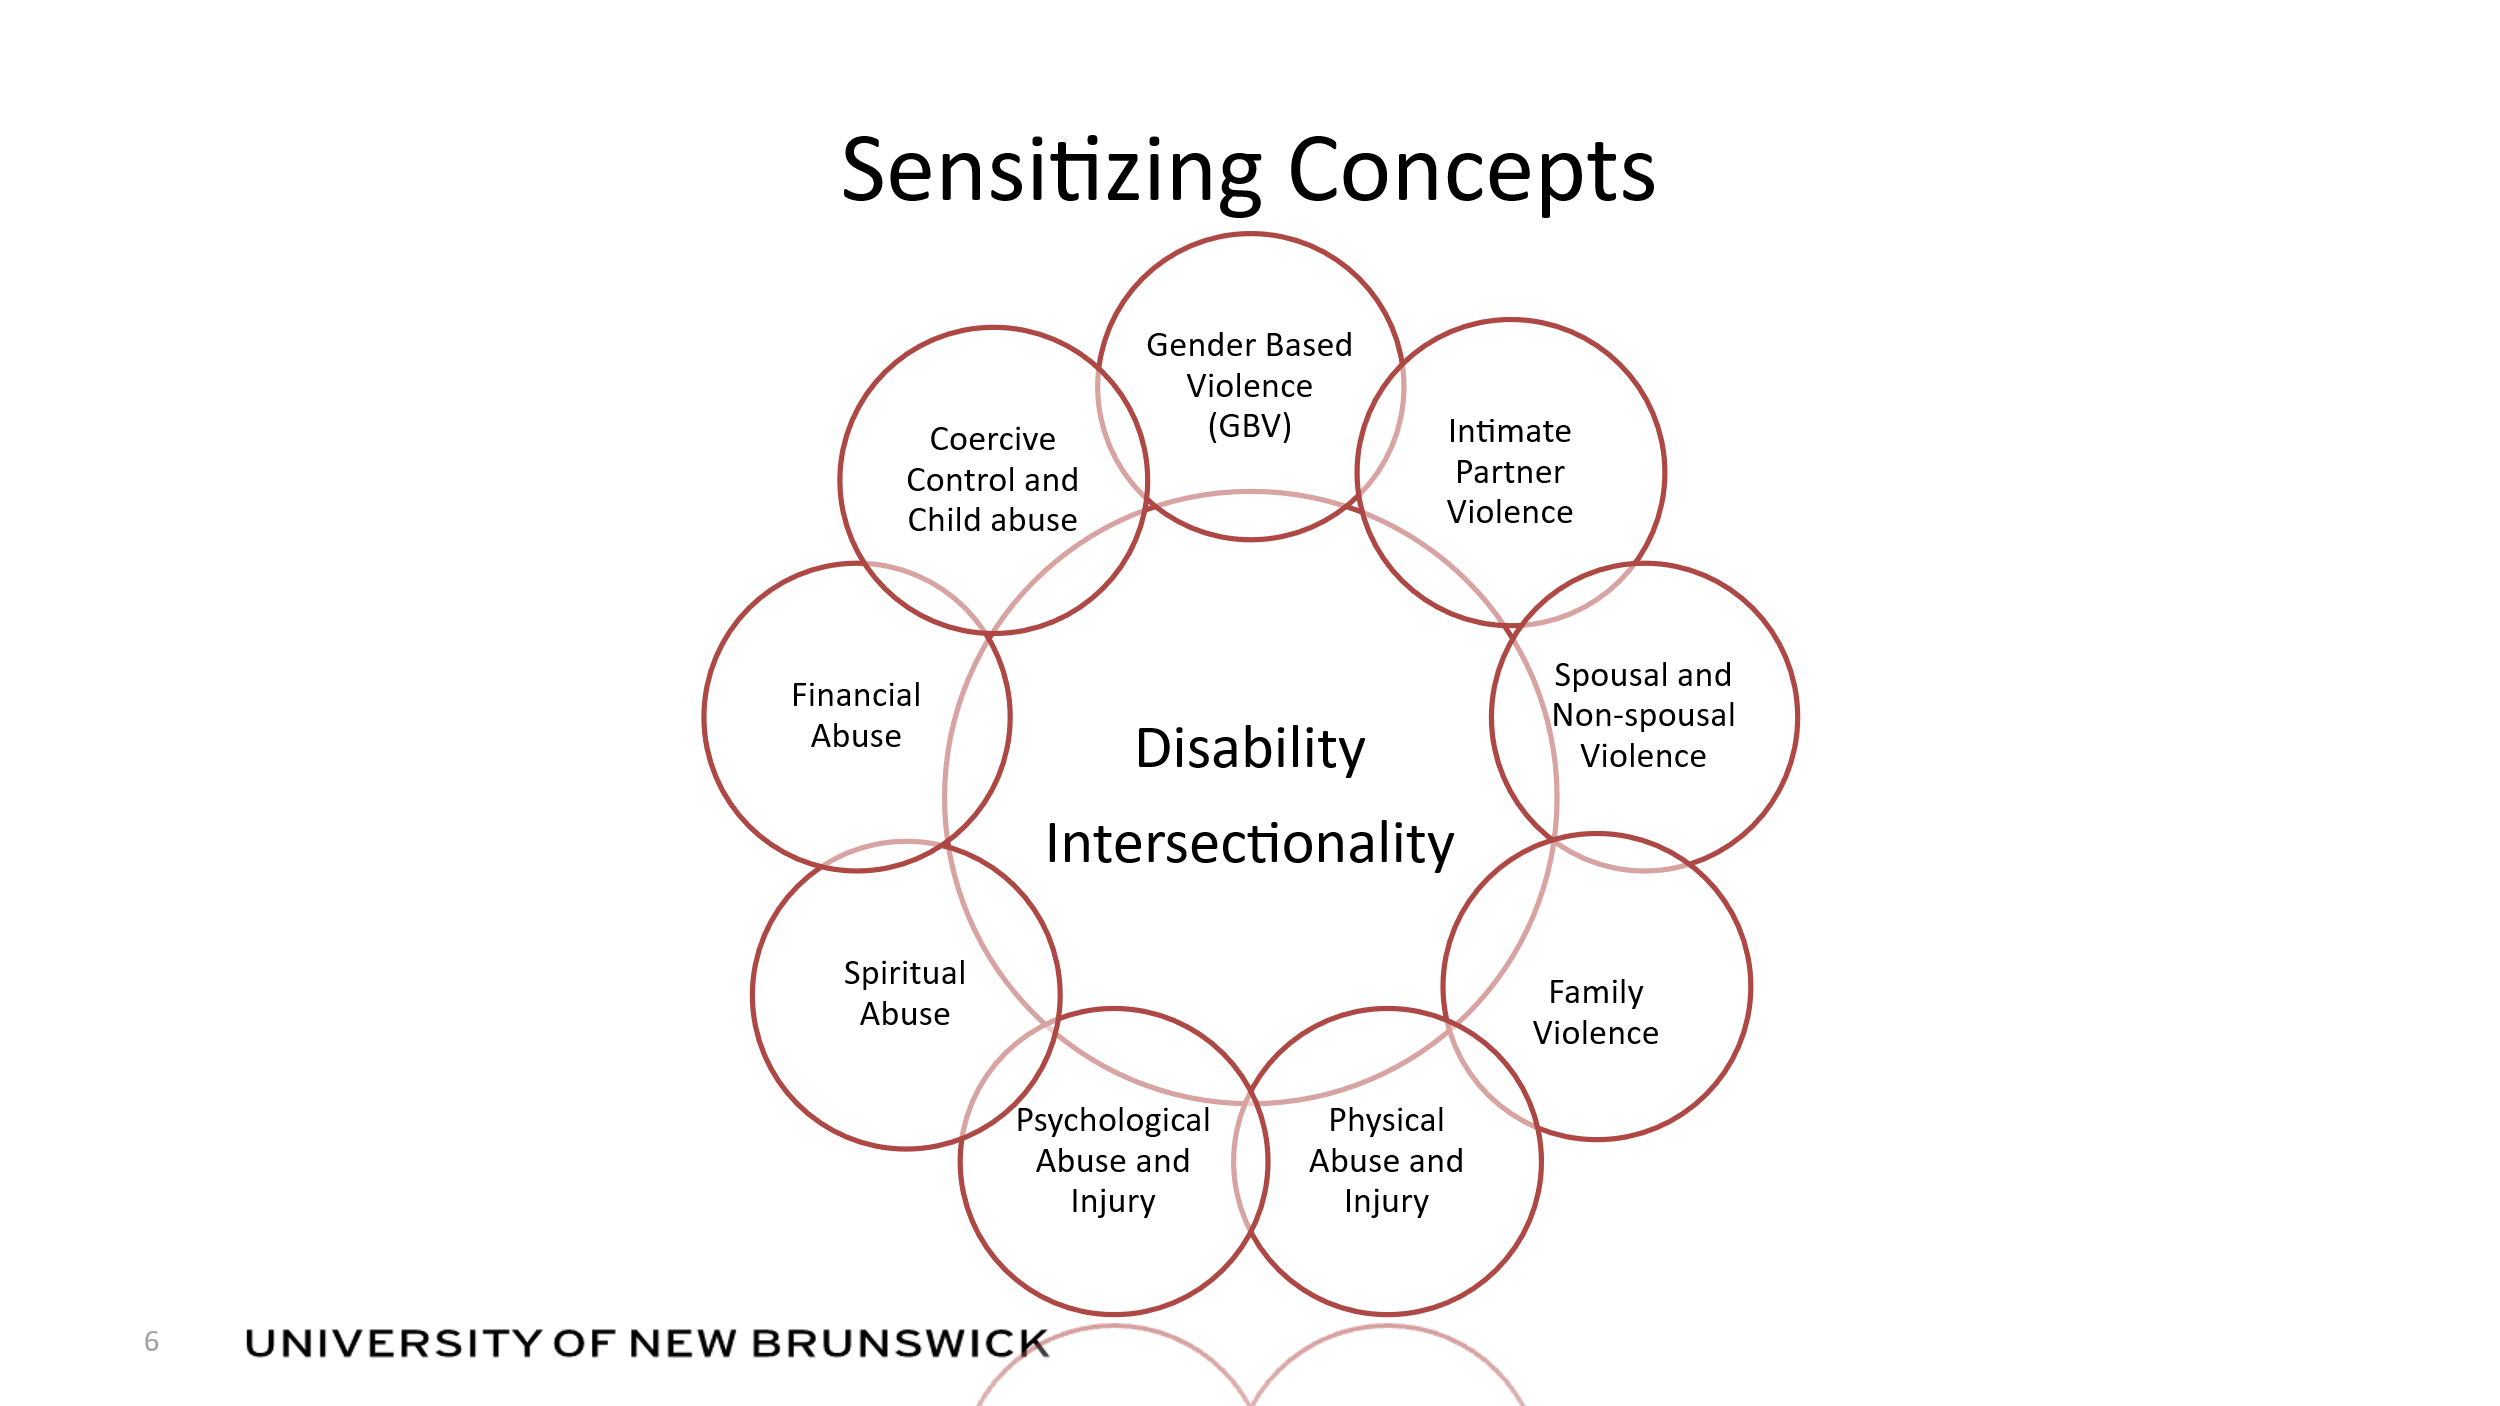 Sensitizing Concepts
Gender Based
Violence
(GBV)
Intimate
Partner
Violence
Spousal and
Non-spousal
Violence
Family
Violence
Physical
Abuse and
Injury
Psychological
Abuse and
Injury
Spiritual
Abuse
Financial
Abuse
Coercive
Control and
Child abuse
Disability
Intersectionality
6
UNIVERSITY OF NEW BRUNSWICK